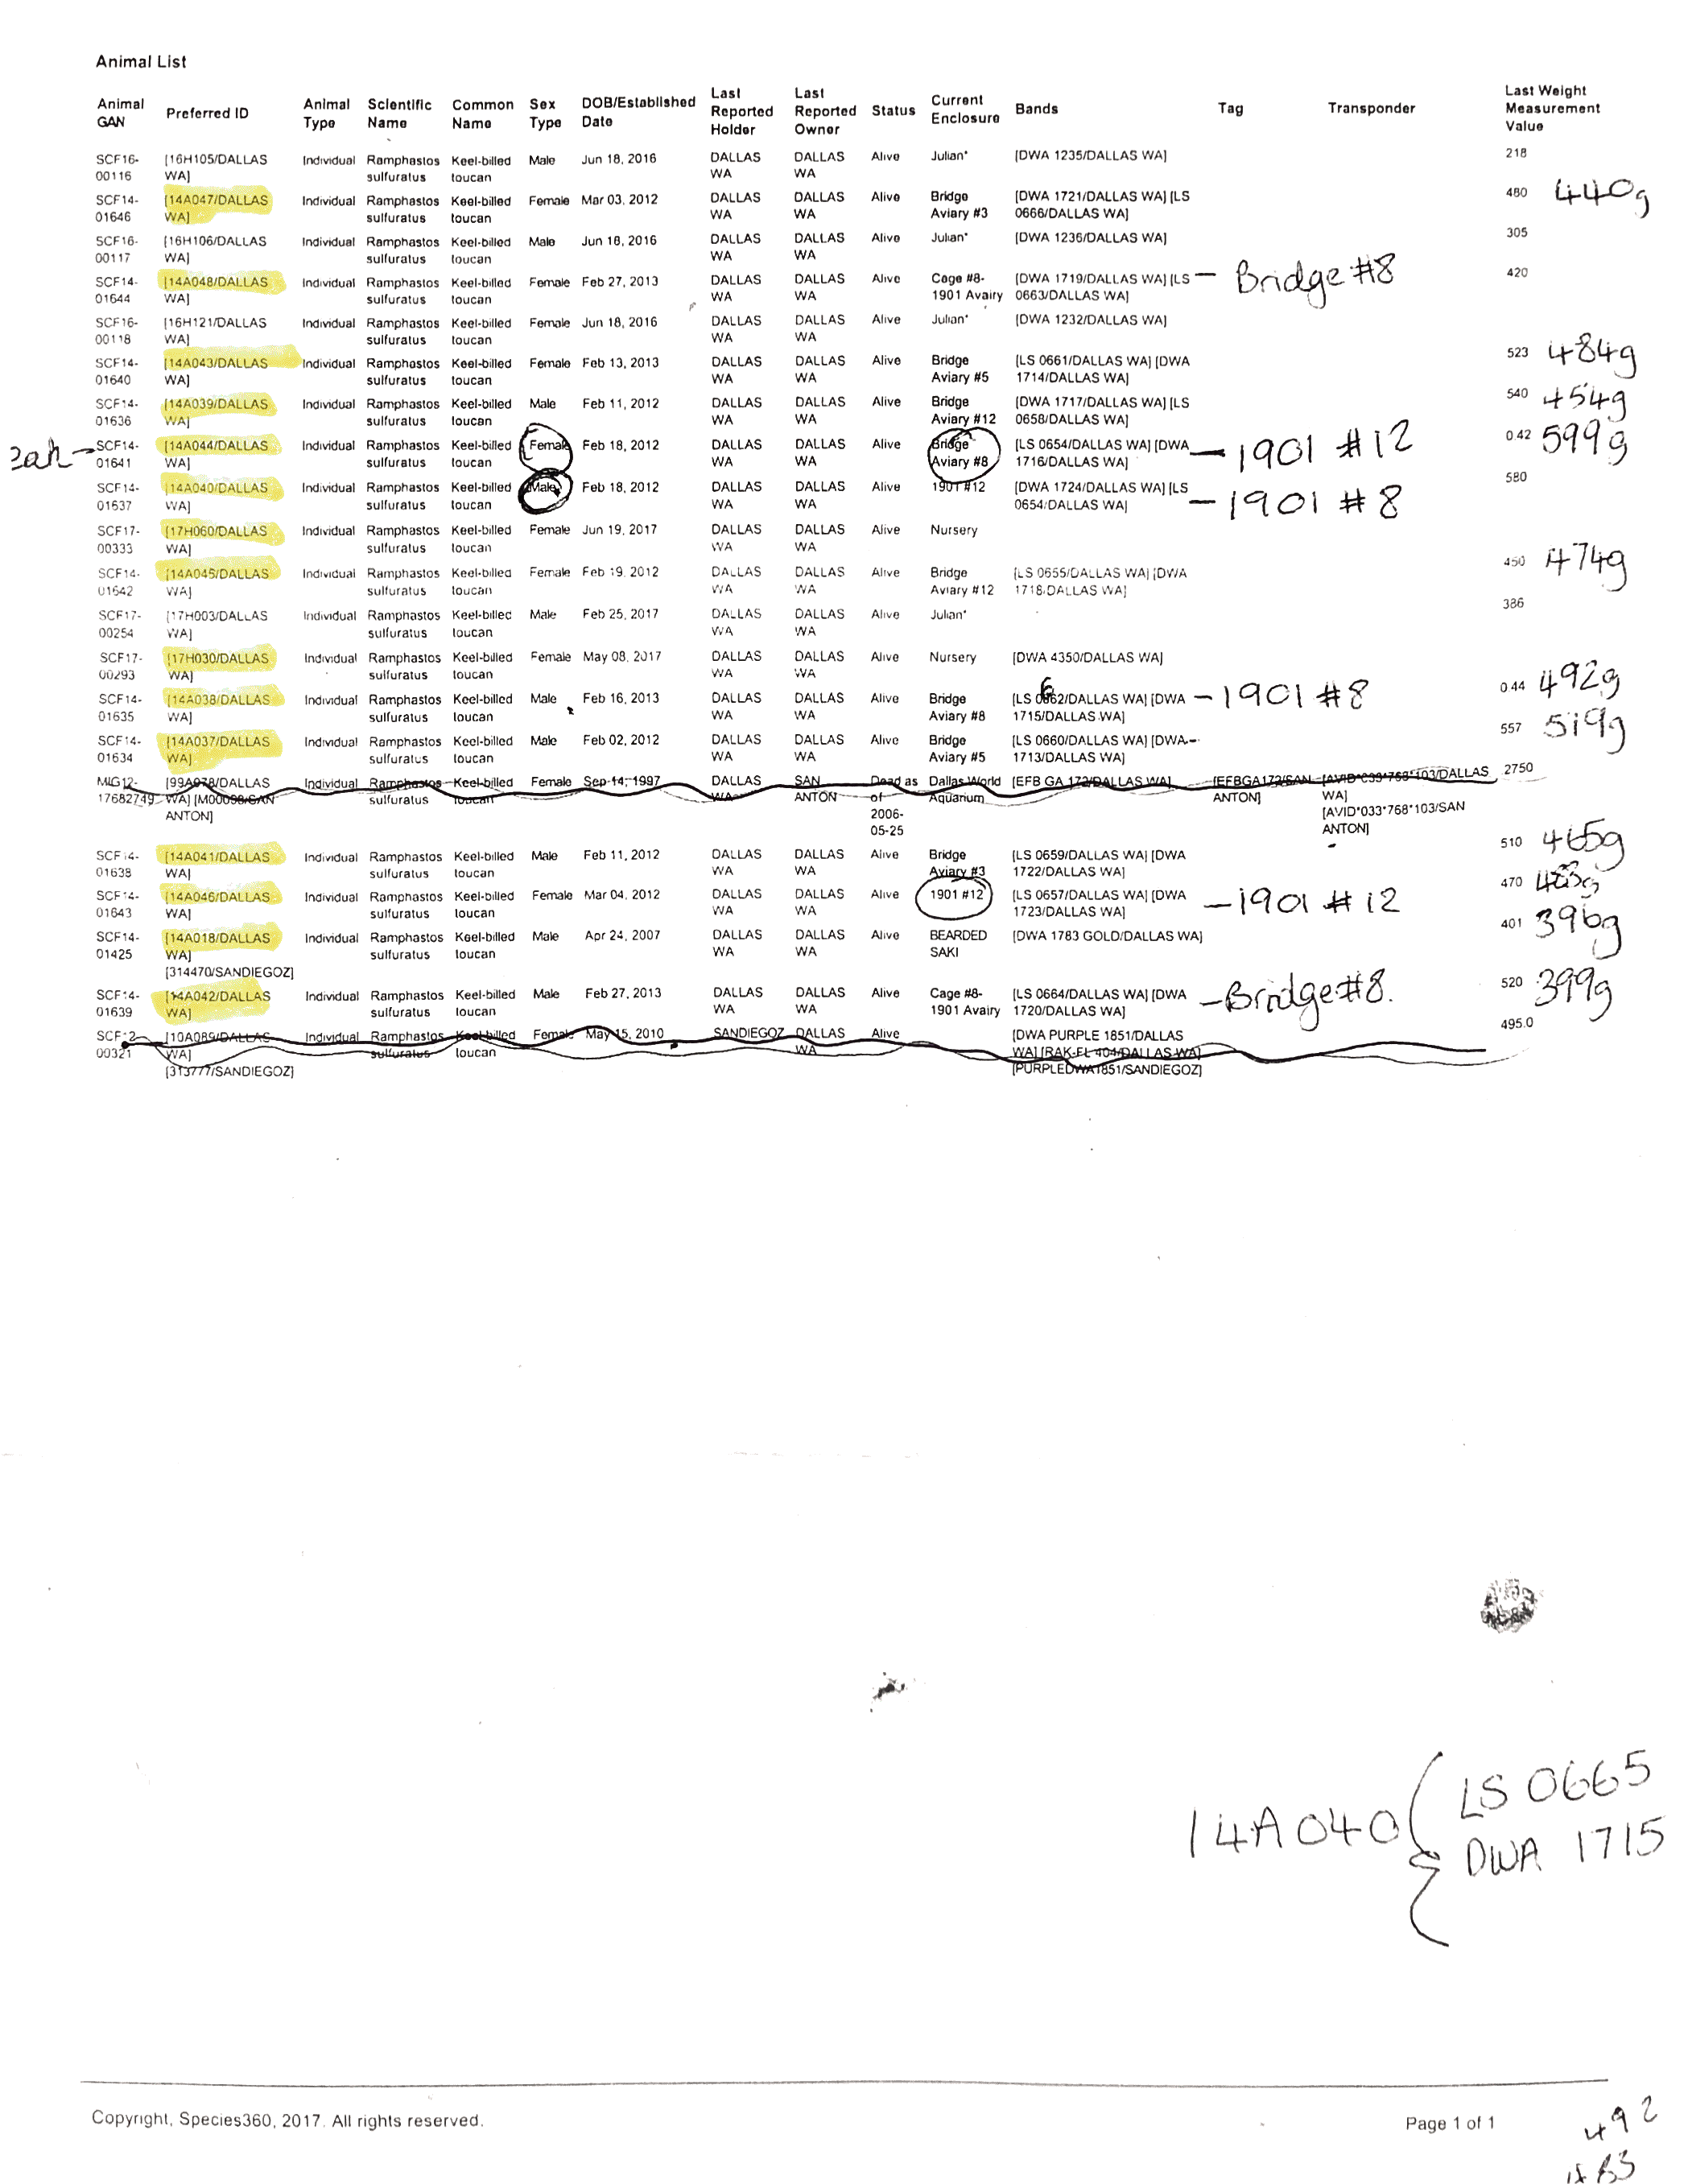 Animal List
Animal GAN Preferred ID Animal Type Scientific Name Common Name Sex Type DOB/Established Date Last Reported Holder Last Reported Owner Status Current Enclosure Bands Tag Transponder Last Weight Measurement Value
SCF16- [16H105/DALLAS Individual Ramphastos Keel-billed Male Jun 18, 2016 DALLAS DALLAS Alive Julian* [DWA 1235/DALLAS WA] 218
00116 WA] sulfuratus toucan WA WA
SCF14- [14A047/DALLAS Individual Ramphastos Keel-billed Female Mar 03, 2012 DALLAS DALLAS Alive Bridge [DWA 1721/DALLAS WA] [LS 480 440g
01646 WA] sulfuratus toucan WA WA Aviary #3 0666/DALLAS WA]
SCF16- [16H106/DALLAS Individual Ramphastos Keel-billed Male Jun 18, 2016 DALLAS DALLAS Alive Julian* [DWA 1236/DALLAS WA] 305
00117 WA] sulfuratus toucan WA WA
SCF14- [14A048/DALLAS Individual Ramphastos Keel-billed Female Feb 27, 2013 DALLAS DALLAS Alive Cage #8- [DWA 1719/DALLAS WA] [LS – Bridge #8 420
01644 WA] sulfuratus toucan WA WA 1901 Avairy 0663/DALLAS WA]
SCF16- [16H121/DALLAS Individual Ramphastos Keel-billed Female Jun 18, 2016 DALLAS DALLAS Alive Julian* [DWA 1232/DALLAS WA]
00118 WA] sulfuratus toucan WA WA
SCF14- [14A043/DALLAS Individual Ramphastos Keel-billed Female Feb 13, 2013 DALLAS DALLAS Alive Bridge [LS 0661/DALLAS WA] [DWA 523 484g
01640 WA] sulfuratus toucan WA WA Aviary #5 1714/DALLAS WA]
SCF14- [14A039/DALLAS Individual Ramphastos Keel-billed Male Feb 11, 2012 DALLAS DALLAS Alive Bridge [DWA 1717/DALLAS WA] [LS 540 454g
01636 WA] sulfuratus toucan WA WA Aviary #12 0658/DALLAS WA]
SCF14- [14A044/DALLAS Individual Ramphastos Keel-billed Female Feb 18, 2012 DALLAS DALLAS Alive Bridge [LS 0654/DALLAS WA] [DWA – 1901 #12 0.42 599g
01641 WA] sulfuratus toucan WA WA Aviary #8 1716/DALLAS WA]
SCF14- [14A040/DALLAS Individual Ramphastos Keel-billed Male Feb 18, 2012 DALLAS DALLAS Alive 1901 #12 [DWA 1724/DALLAS WA] [LS – 1901 #8 580
01637 WA] sulfuratus toucan WA WA 0654/DALLAS WA]
SCF17- [17H060/DALLAS Individual Ramphastos Keel-billed Female Jun 19, 2017 DALLAS DALLAS Alive Nursery
00333 WA] sulfuratus toucan WA WA
SCF14- [14A045/DALLAS Individual Ramphastos Keel-billed Female Feb 19, 2012 DALLAS DALLAS Alive Bridge [LS 0655/DALLAS WA] [DWA 450 474g
01642 WA] sulfuratus toucan WA WA Aviary #12 1718/DALLAS WA]
SCF17- [17H003/DALLAS Individual Ramphastos Keel-billed Male Feb 25, 2017 DALLAS DALLAS Alive Julian* 386
00254 WA] sulfuratus toucan WA WA
SCF17- [17H030/DALLAS Individual Ramphastos Keel-billed Female May 08, 2017 DALLAS DALLAS Alive Nursery [DWA 4350/DALLAS WA]
00293 WA] sulfuratus toucan WA WA
SCF14- [14A038/DALLAS Individual Ramphastos Keel-billed Male Feb 16, 2013 DALLAS DALLAS Alive Bridge [LS 0662/DALLAS WA] [DWA – 1901 #8 0.44 492g
01635 WA] sulfuratus toucan WA WA Aviary #8 1715/DALLAS WA]
SCF14- [14A037/DALLAS Individual Ramphastos Keel-billed Male Feb 02, 2012 DALLAS DALLAS Alive Bridge [LS 0660/DALLAS WA] [DWA 557 519g
01634 WA] sulfuratus toucan WA WA Aviary #5 1713/DALLAS WA]
MIG12- [99A078/DALLAS Individual Ramphastos Keel-billed Female Sep 14, 1997 DALLAS SAN Dead as Dallas World [EFB GA 172/DALLAS WA] [EFBGA172/SAN [AVID*033*768*103/DALLAS 2750
17682749 WA] [M00098/SAN sulfuratus toucan WA ANTON of Aquarium ANTON] WA]
ANTON] 2006- [AVID*033*768*103/SAN
05-25 ANTON]
SCF14- [14A041/DALLAS Individual Ramphastos Keel-billed Male Feb 11, 2012 DALLAS DALLAS Alive Bridge [LS 0659/DALLAS WA] [DWA 510 465g
01638 WA] sulfuratus toucan WA WA Aviary #3 1722/DALLAS WA]
SCF14- [14A046/DALLAS Individual Ramphastos Keel-billed Female Mar 04, 2012 DALLAS DALLAS Alive 1901 #12 [LS 0657/DALLAS WA] [DWA – 1901 #12 470
01643 WA] sulfuratus toucan WA WA 1723/DALLAS WA]
SCF14- [14A018/DALLAS Individual Ramphastos Keel-billed Male Apr 24, 2007 DALLAS DALLAS Alive BEARDED [DWA 1783 GOLD/DALLAS WA] 401 396g
01425 WA] sulfuratus toucan WA WA SAKI
[314470/SANDIEGOZ]
SCF14- [14A042/DALLAS Individual Ramphastos Keel-billed Male Feb 27, 2013 DALLAS DALLAS Alive Cage #8- [LS 0664/DALLAS WA] [DWA – Bridge #8. 520 399g
01639 WA] sulfuratus toucan WA WA 1901 Avairy 1720/DALLAS WA]
SCF12- [10A089/DALLAS Individual Ramphastos Keel-billed Female May 15, 2010 SANDIEGOZ DALLAS Alive [DWA PURPLE 1851/DALLAS 495.0
00321 WA] sulfuratus toucan WA WA] [RAK-FL 404/DALLAS WA]
[313777/SANDIEGOZ] [PURPLEDWA1851/SANDIEGOZ]
14A040 { LS 0665
DWA 1715
Copyright, Species360, 2017. All rights reserved. Page 1 of 1
492